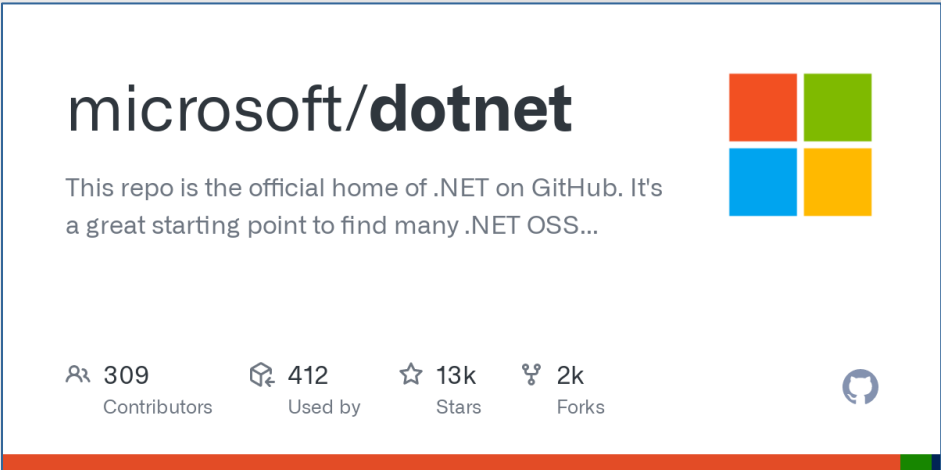 microsoft/dotnet
This repo is the official home of .NET on GitHub. It's
a great starting point to find many .NET OSS...
309
Contributors
412
Used by
13k
Stars
2k
Forks